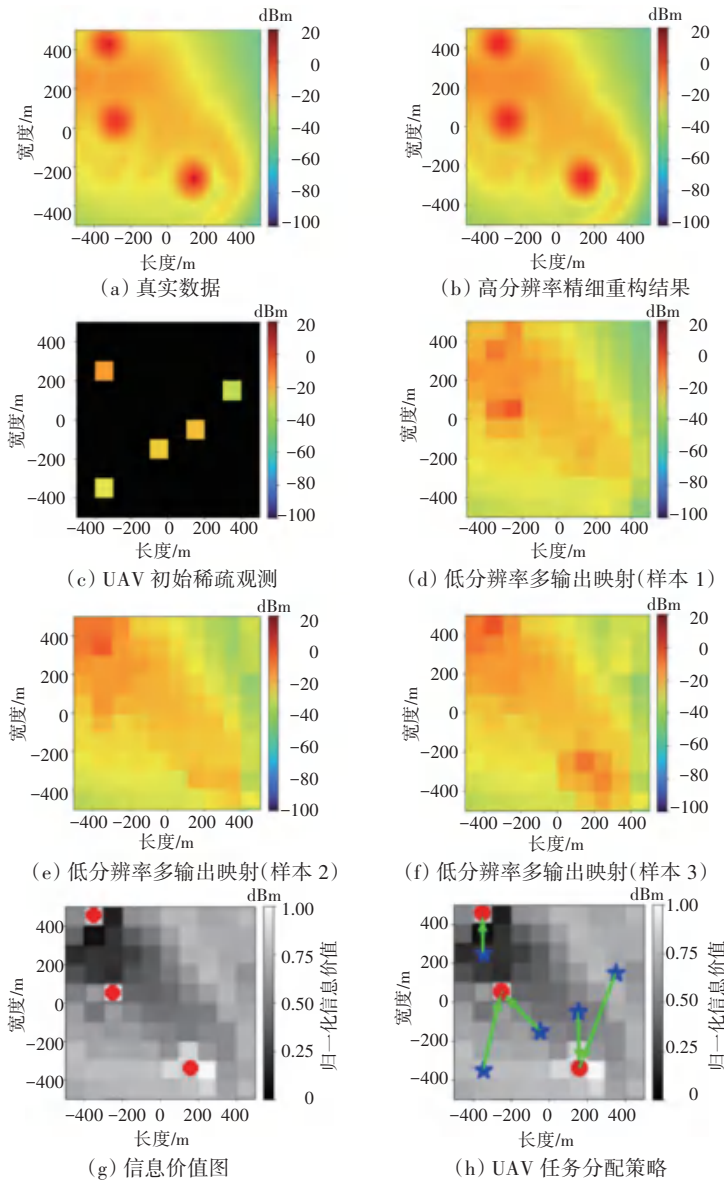 dBm
20
0
−20
−40
−60
−80
−100
400
200
0
−200
−400
宽度/m
−400 −200 0 200 400
长度/m
(a) 真实数据
dBm
20
0
−20
−40
−60
−80
−100
400
200
0
−200
−400
宽度/m
−400 −200 0 200 400
长度/m
(b) 高分辨率精细重构结果
dBm
20
0
−20
−40
−60
−80
−100
400
200
0
−200
−400
宽度/m
−400 −200 0 200 400
长度/m
(c) UAV 初始稀疏观测
dBm
20
0
−20
−40
−60
−80
−100
400
200
0
−200
−400
宽度/m
−400 −200 0 200 400
长度/m
(d) 低分辨率多输出映射(样本 1)
dBm
20
0
−20
−40
−60
−80
−100
400
200
0
−200
−400
宽度/m
−400 −200 0 200 400
长度/m
(e) 低分辨率多输出映射(样本 2)
dBm
20
0
−20
−40
−60
−80
−100
400
200
0
−200
−400
宽度/m
−400 −200 0 200 400
长度/m
(f) 低分辨率多输出映射(样本 3)
dBm
1.00
0.75
0.50
0.25
0
归一化信息价值
400
200
0
−200
−400
宽度/m
−400 −200 0 200 400
长度/m
(g) 信息价值图
dBm
1.00
0.75
0.50
0.25
0
归一化信息价值
400
200
0
−200
−400
宽度/m
−400 −200 0 200 400
长度/m
(h) UAV 任务分配策略